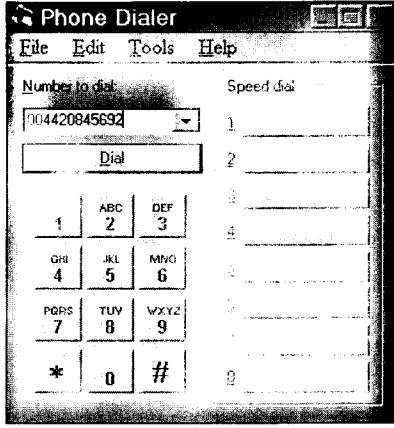 Phone Dialer
File Edit Tools Help
Number to dial:
Speed dial
004420845692
Dial
1
2
3
4
8
1
ABC
2
DEF
3
GHI
4
JKL
5
MNO
6
PQRS
7
TUV
8
WXYZ
9
*
0
#